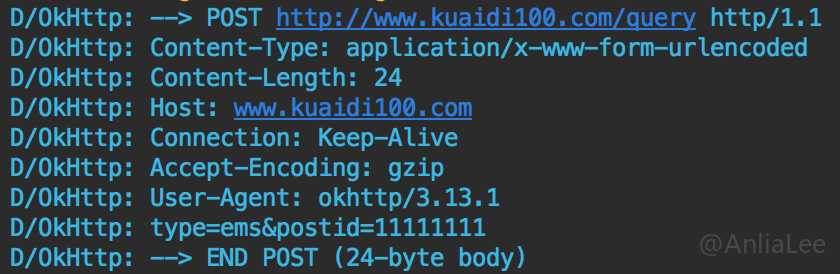 D/OkHttp: --> POST http://www.kuaidi100.com/query http/1.1
D/OkHttp: Content-Type: application/x-www-form-urlencoded
D/OkHttp: Content-Length: 24
D/OkHttp: Host: www.kuaidi100.com
D/OkHttp: Connection: Keep-Alive
D/OkHttp: Accept-Encoding: gzip
D/OkHttp: User-Agent: okhttp/3.13.1
D/OkHttp: type=ems&postid=11111111
D/OkHttp: --> END POST (24-byte body)
@AnliaLee